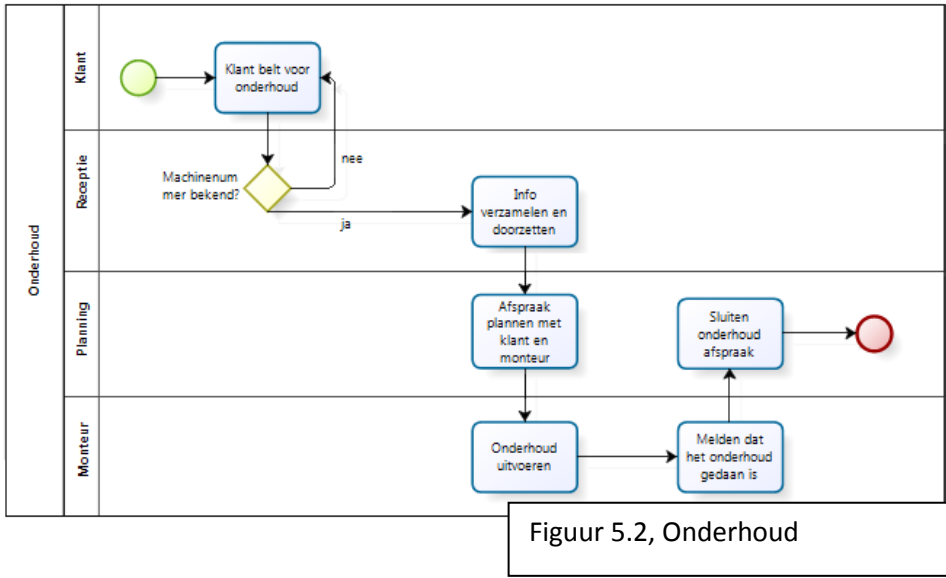 Onderhoud
Klant
Klant belt voor
onderhoud
Receptie
Machinenum
mer bekend?
nee
ja
Info
verzamelen en
doorzetten
Planning
Afspraak
plannen met
klant en
monteur
Sluiten
onderhoud
afspraak
Monteur
Onderhoud
uitvoeren
Melden dat
het onderhoud
gedaan is
Figuur 5.2, Onderhoud